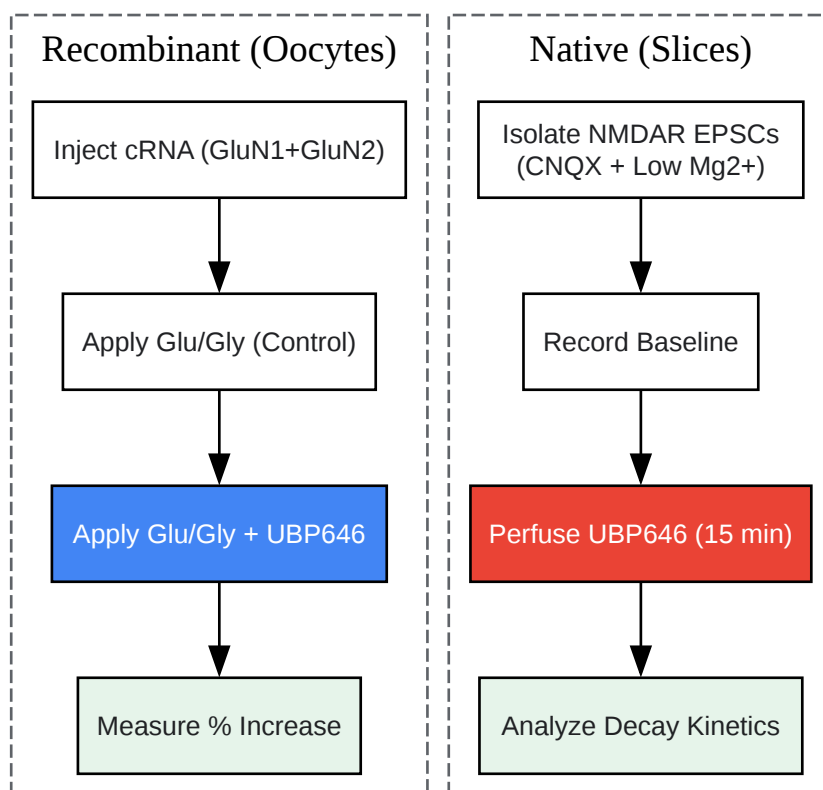 Recombinant (Oocytes)
Inject cRNA (GluN1+GluN2)
Apply Glu/Gly (Control)
Apply Glu/Gly + UBP646
Measure % Increase
Native (Slices)
Isolate NMDAR EPSCs
(CNQX + Low Mg2+)
Record Baseline
Perfuse UBP646 (15 min)
Analyze Decay Kinetics